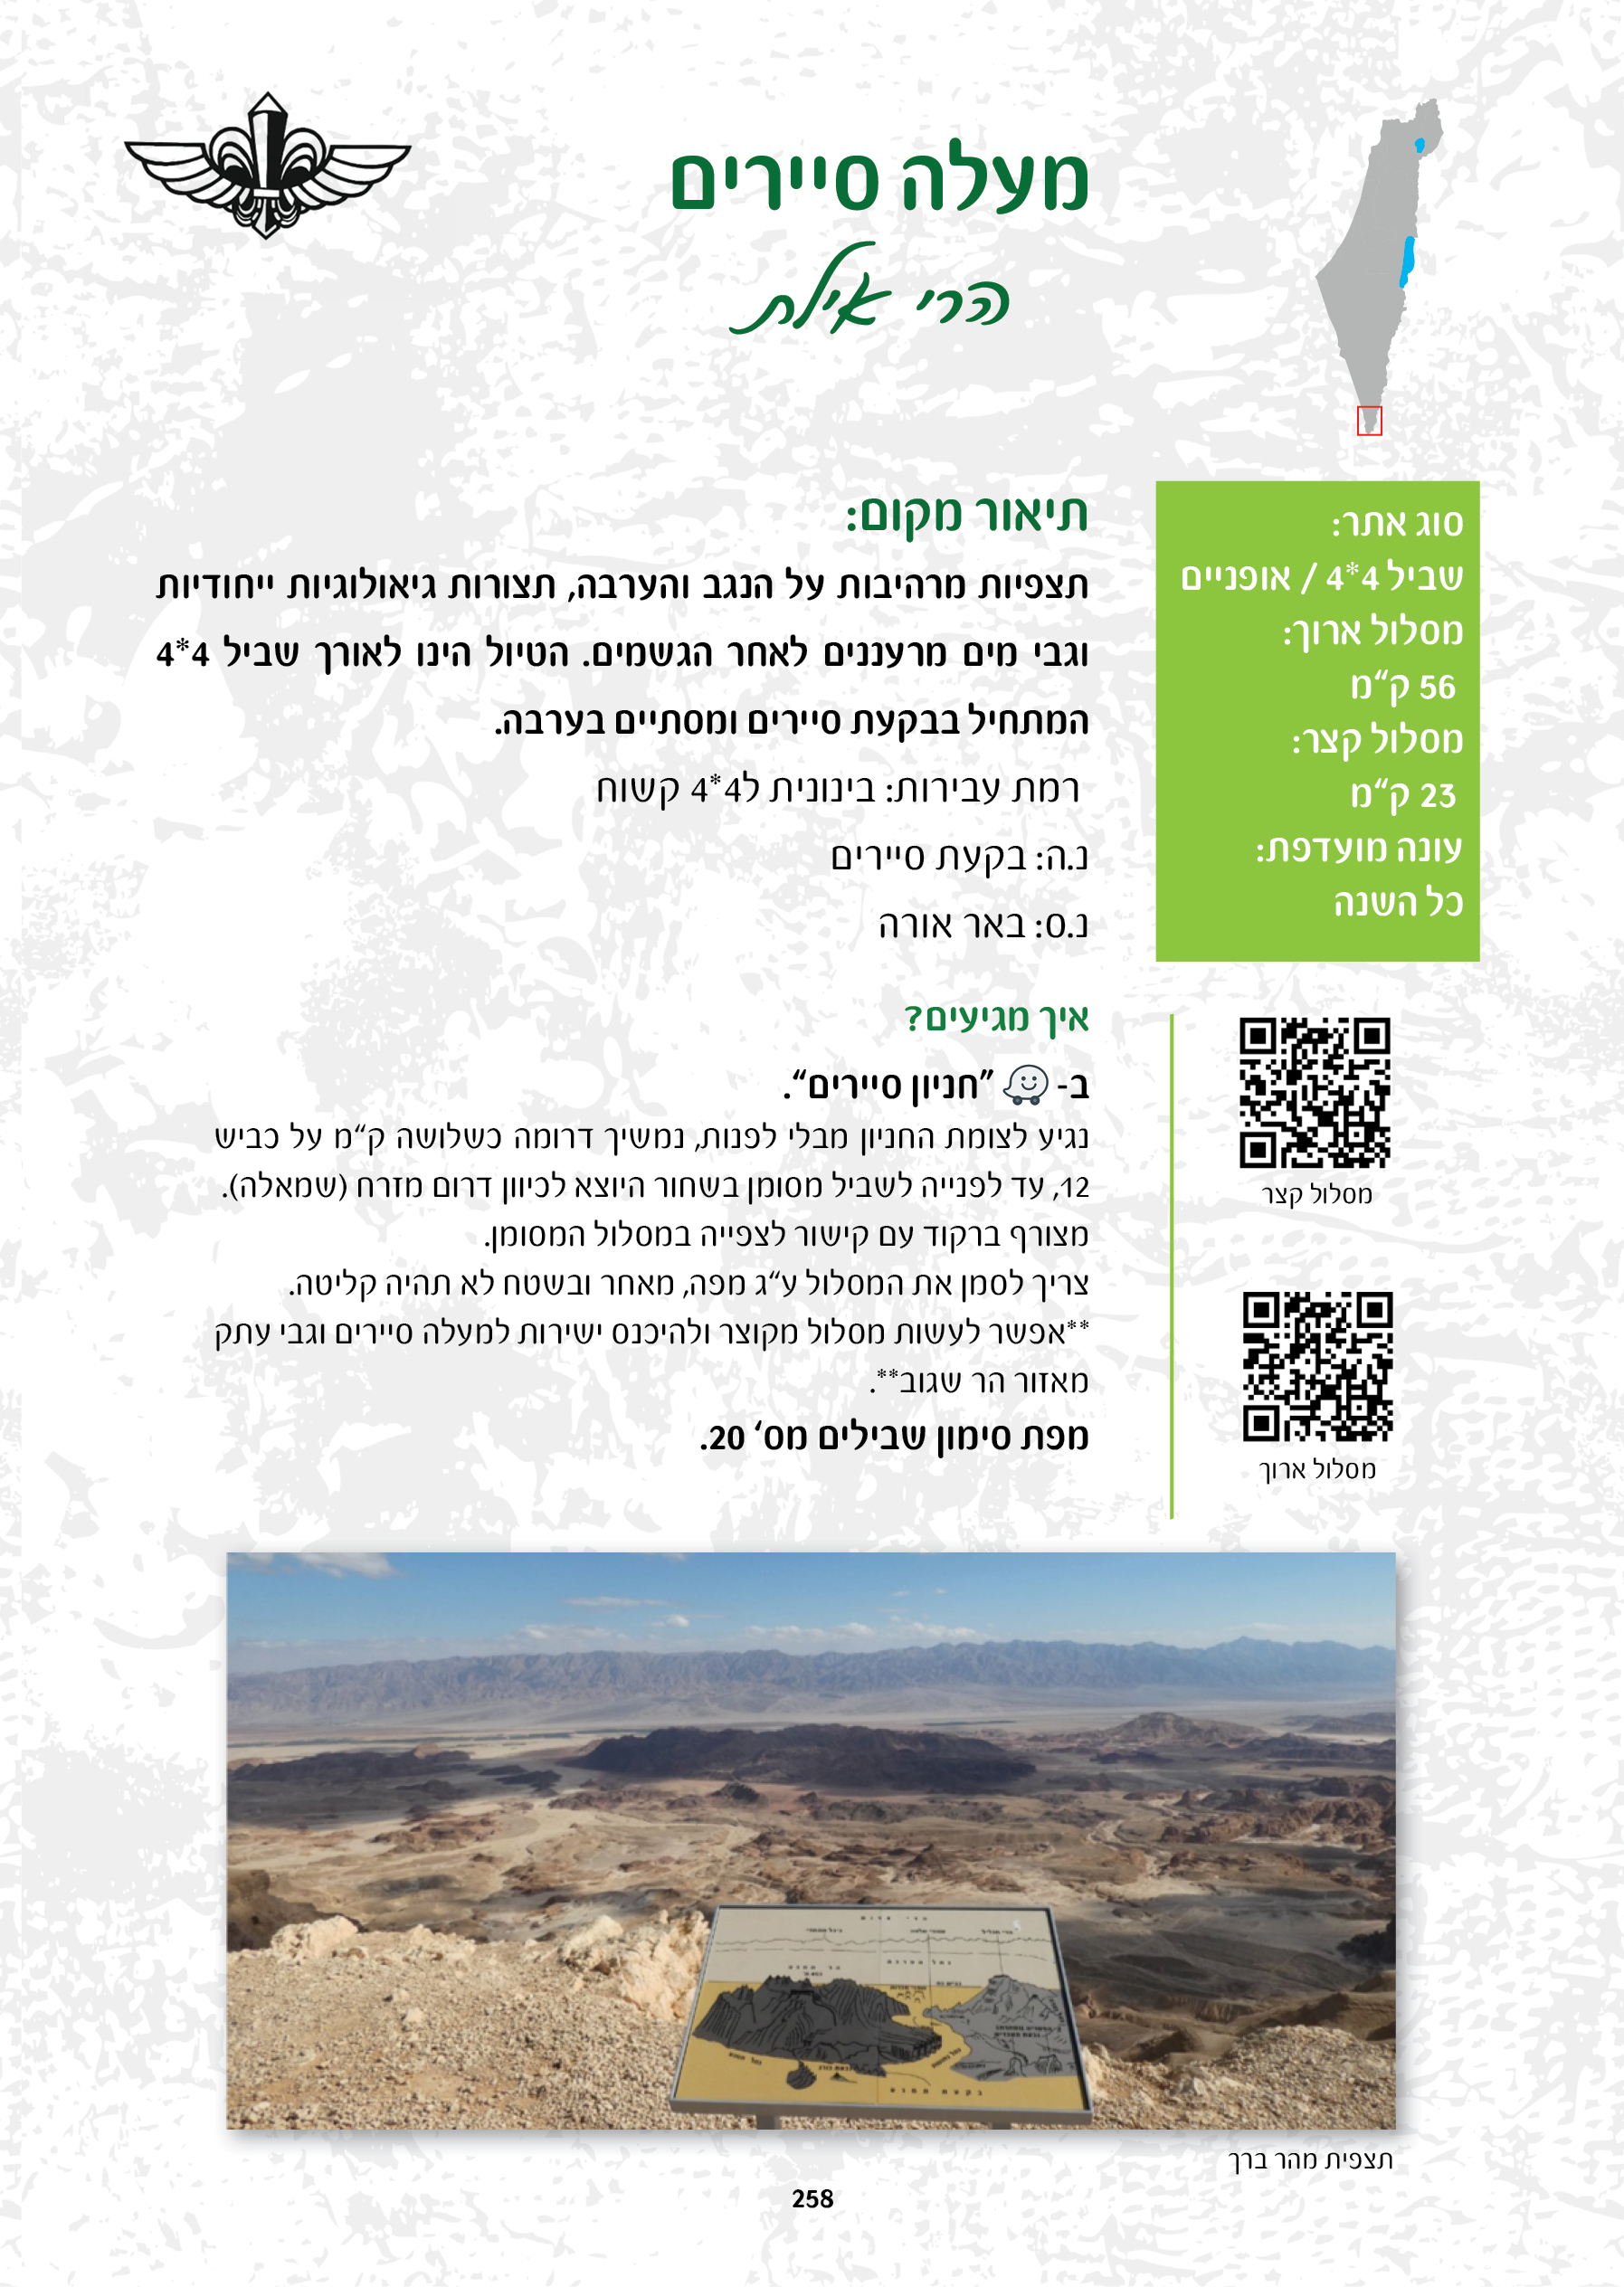 מעלה סיירים
הרי אילת
סוג אתר:
שביל 4*4 / אופניים
מסלול ארוך:
56 ק"מ
מסלול קצר:
23 ק"מ
עונה מועדפת:
כל השנה
תיאור מקום:
תצפיות מרהיבות על הנגב והערבה, תצורות גיאולוגיות ייחודיות
וגבי מים מרעננים לאחר הגשמים. הטיול הינו לאורך שביל 4*4
המתחיל בבקעת סיירים ומסתיים בערבה.
רמת עבירות: בינונית ל4*4 קשוח
נ.ה: בקעת סיירים
נ.ס: באר אורה
איך מגיעים?
ב- "חניון סיירים".
נגיע לצומת החניון מבלי לפנות, נמשיך דרומה כשלושה ק"מ על כביש
12, עד לפנייה לשביל מסומן בשחור היוצא לכיוון דרום מזרח (שמאלה).
מצורף ברקוד עם קישור לצפייה במסלול המסומן.
צריך לסמן את המסלול ע"ג מפה, מאחר ובשטח לא תהיה קליטה.
**אפשר לעשות מסלול מקוצר ולהיכנס ישירות למעלה סיירים וגבי עתק
מאזור הר שגוב**.
מפת סימון שבילים מס' 20.
מסלול קצר
מסלול ארוך
בקעת תמנע
תצפית מהר ברך
258